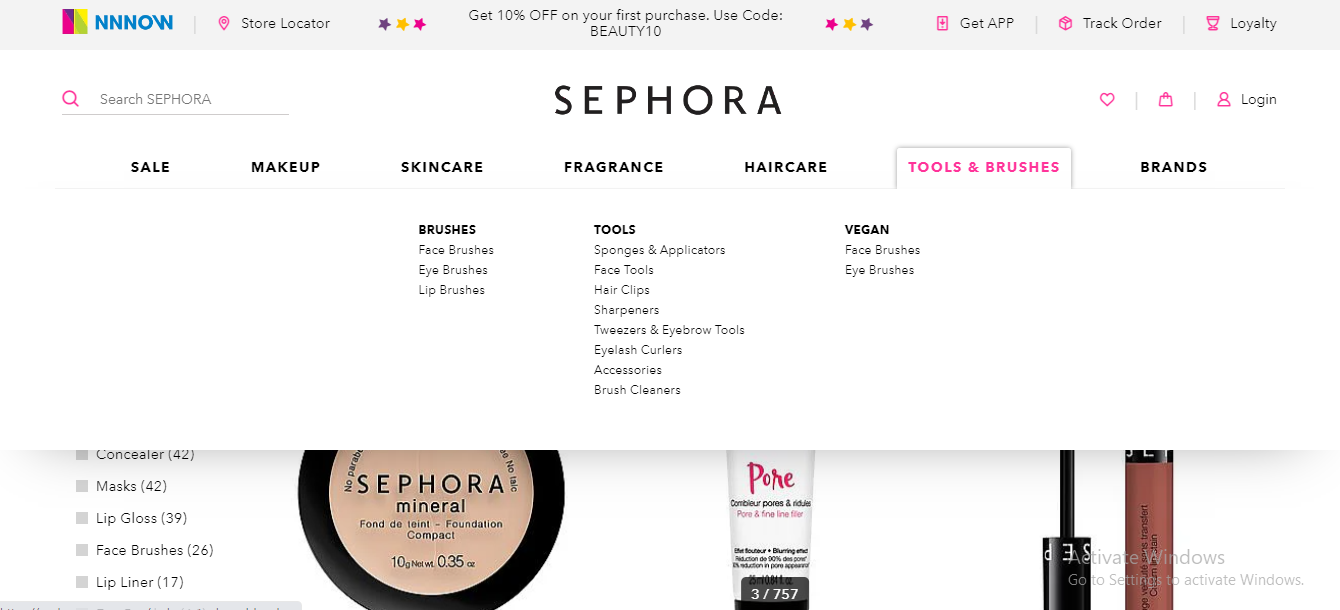 NNNOW
Store Locator
Get 10% OFF on your first purchase. Use Code:
BEAUTY10
Get APP
Track Order
Loyalty
Search SEPHORA
SEPHORA
Login
SALE
MAKEUP
SKINCARE
FRAGRANCE
HAIRCARE
TOOLS & BRUSHES
BRANDS
BRUSHES
Face Brushes
Eye Brushes
Lip Brushes
TOOLS
Sponges & Applicators
Face Tools
Hair Clips
Sharpeners
Tweezers & Eyebrow Tools
Eyelash Curlers
Accessories
Brush Cleaners
VEGAN
Face Brushes
Eye Brushes
Concealer (42)
Masks (42)
Lip Gloss (39)
Face Brushes (26)
Lip Liner (17)
No talc
SEPHORA
mineral
Fond de teint - Foundation
Compact
10g Net wt. 0.35 oz
Pore
Combleur pores & ridules
Pore & fine line filler
Effet flouteur • Blurring effect
Réduction de 90% des pores
reduction in pore appearance
3 / 757
Activate Windows
Go to Settings to activate Windows.